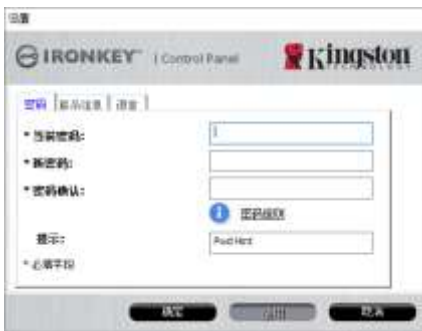 设置
IRONKEY™ | Control Panel
Kingston
TECHNOLOGY
密码 | 联系信息 | 语言
* 当前密码:
* 新密码:
* 密码确认:
密码规则
提示:
Pwd Hint
* 必填字段
确定 应用 取消